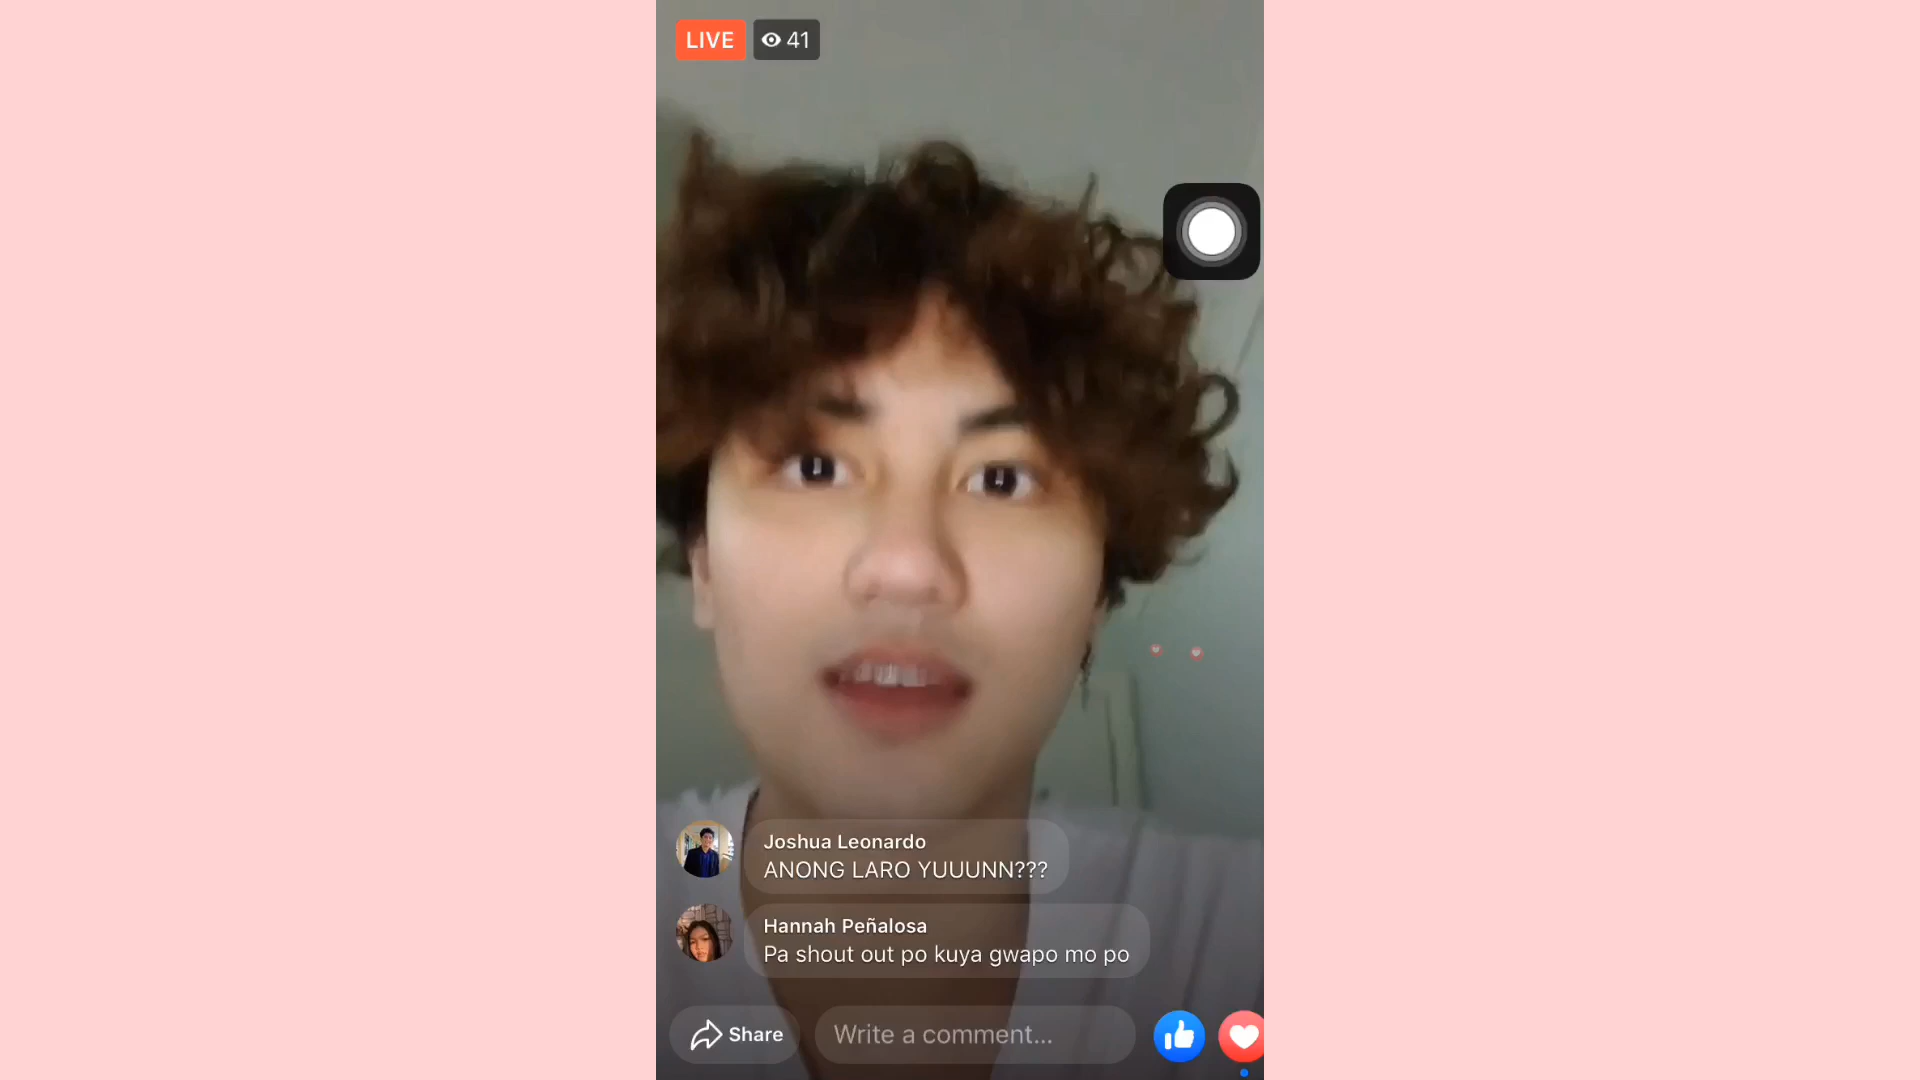 LIVE 41
Joshua Leonardo
ANONG LARO YUUUNN???
Hannah Peñalosa
Pa shout out po kuya gwapo mo po
Share Write a comment...